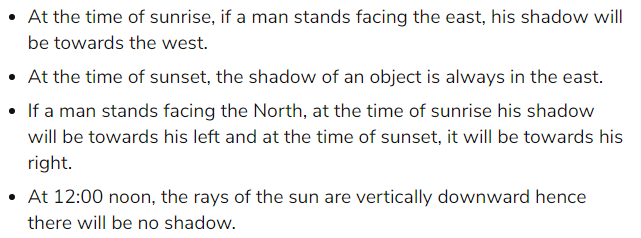 • At the time of sunrise, if a man stands facing the east, his shadow will
be towards the west.
• At the time of sunset, the shadow of an object is always in the east.
• If a man stands facing the North, at the time of sunrise his shadow
will be towards his left and at the time of sunset, it will be towards his
right.
• At 12:00 noon, the rays of the sun are vertically downward hence
there will be no shadow.